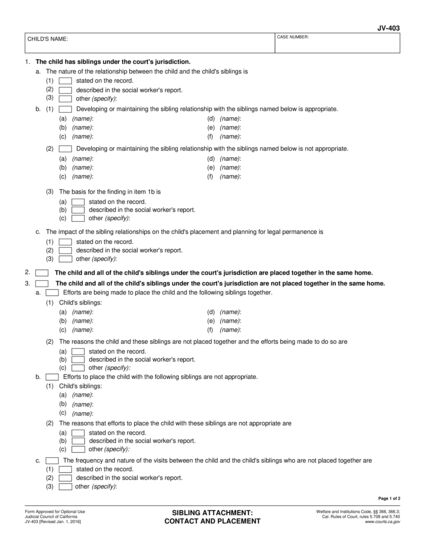 JV-403
CHILD'S NAME:
CASE NUMBER:
1. The child has siblings under the court's jurisdiction.
a. The nature of the relationship between the child and the child's siblings is
(1) stated on the record.
(2) described in the social worker's report.
(3) other (specify):
b. (1) Developing or maintaining the sibling relationship with the siblings named below is appropriate.
(a) (name): (d) (name):
(b) (name): (e) (name):
(c) (name): (f) (name):
(2) Developing or maintaining the sibling relationship with the siblings named below is not appropriate.
(a) (name): (d) (name):
(b) (name): (e) (name):
(c) (name): (f) (name):
(3) The basis for the finding in item 1b is
(a) stated on the record.
(b) described in the social worker's report.
(c) other (specify):
c. The impact of the sibling relationships on the child's placement and planning for legal permanence is
(1) stated on the record.
(2) described in the social worker's report.
(3) other (specify):
2. The child and all of the child's siblings under the court's jurisdiction are placed together in the same home.
3. The child and all of the child's siblings under the court's jurisdiction are not placed together in the same home.
a. Efforts are being made to place the child and the following siblings together.
(1) Child's siblings:
(a) (name): (d) (name):
(b) (name): (e) (name):
(c) (name): (f) (name):
(2) The reasons the child and these siblings are not placed together and the efforts being made to do so are
(a) stated on the record.
(b) described in the social worker's report.
(c) other (specify):
b. Efforts to place the child with the following siblings are not appropriate.
(1) Child's siblings:
(a) (name):
(b) (name):
(c) (name):
(2) The reasons that efforts to place the child with these siblings are not appropriate are
(a) stated on the record.
(b) described in the social worker's report.
(c) other (specify):
c. The frequency and nature of the visits between the child and the child's siblings who are not placed together are
(1) stated on the record.
(2) described in the social worker's report.
(3) other (specify):
Page 1 of 2
Form Approved for Optional Use
Judicial Council of California
JV-403 [Revised Jan. 1, 2016]
SIBLING ATTACHMENT:
CONTACT AND PLACEMENT
Welfare and Institutions Code, §§ 366, 366.3;
Cal. Rules of Court, rules 5.708 and 5.740
www.courts.ca.gov